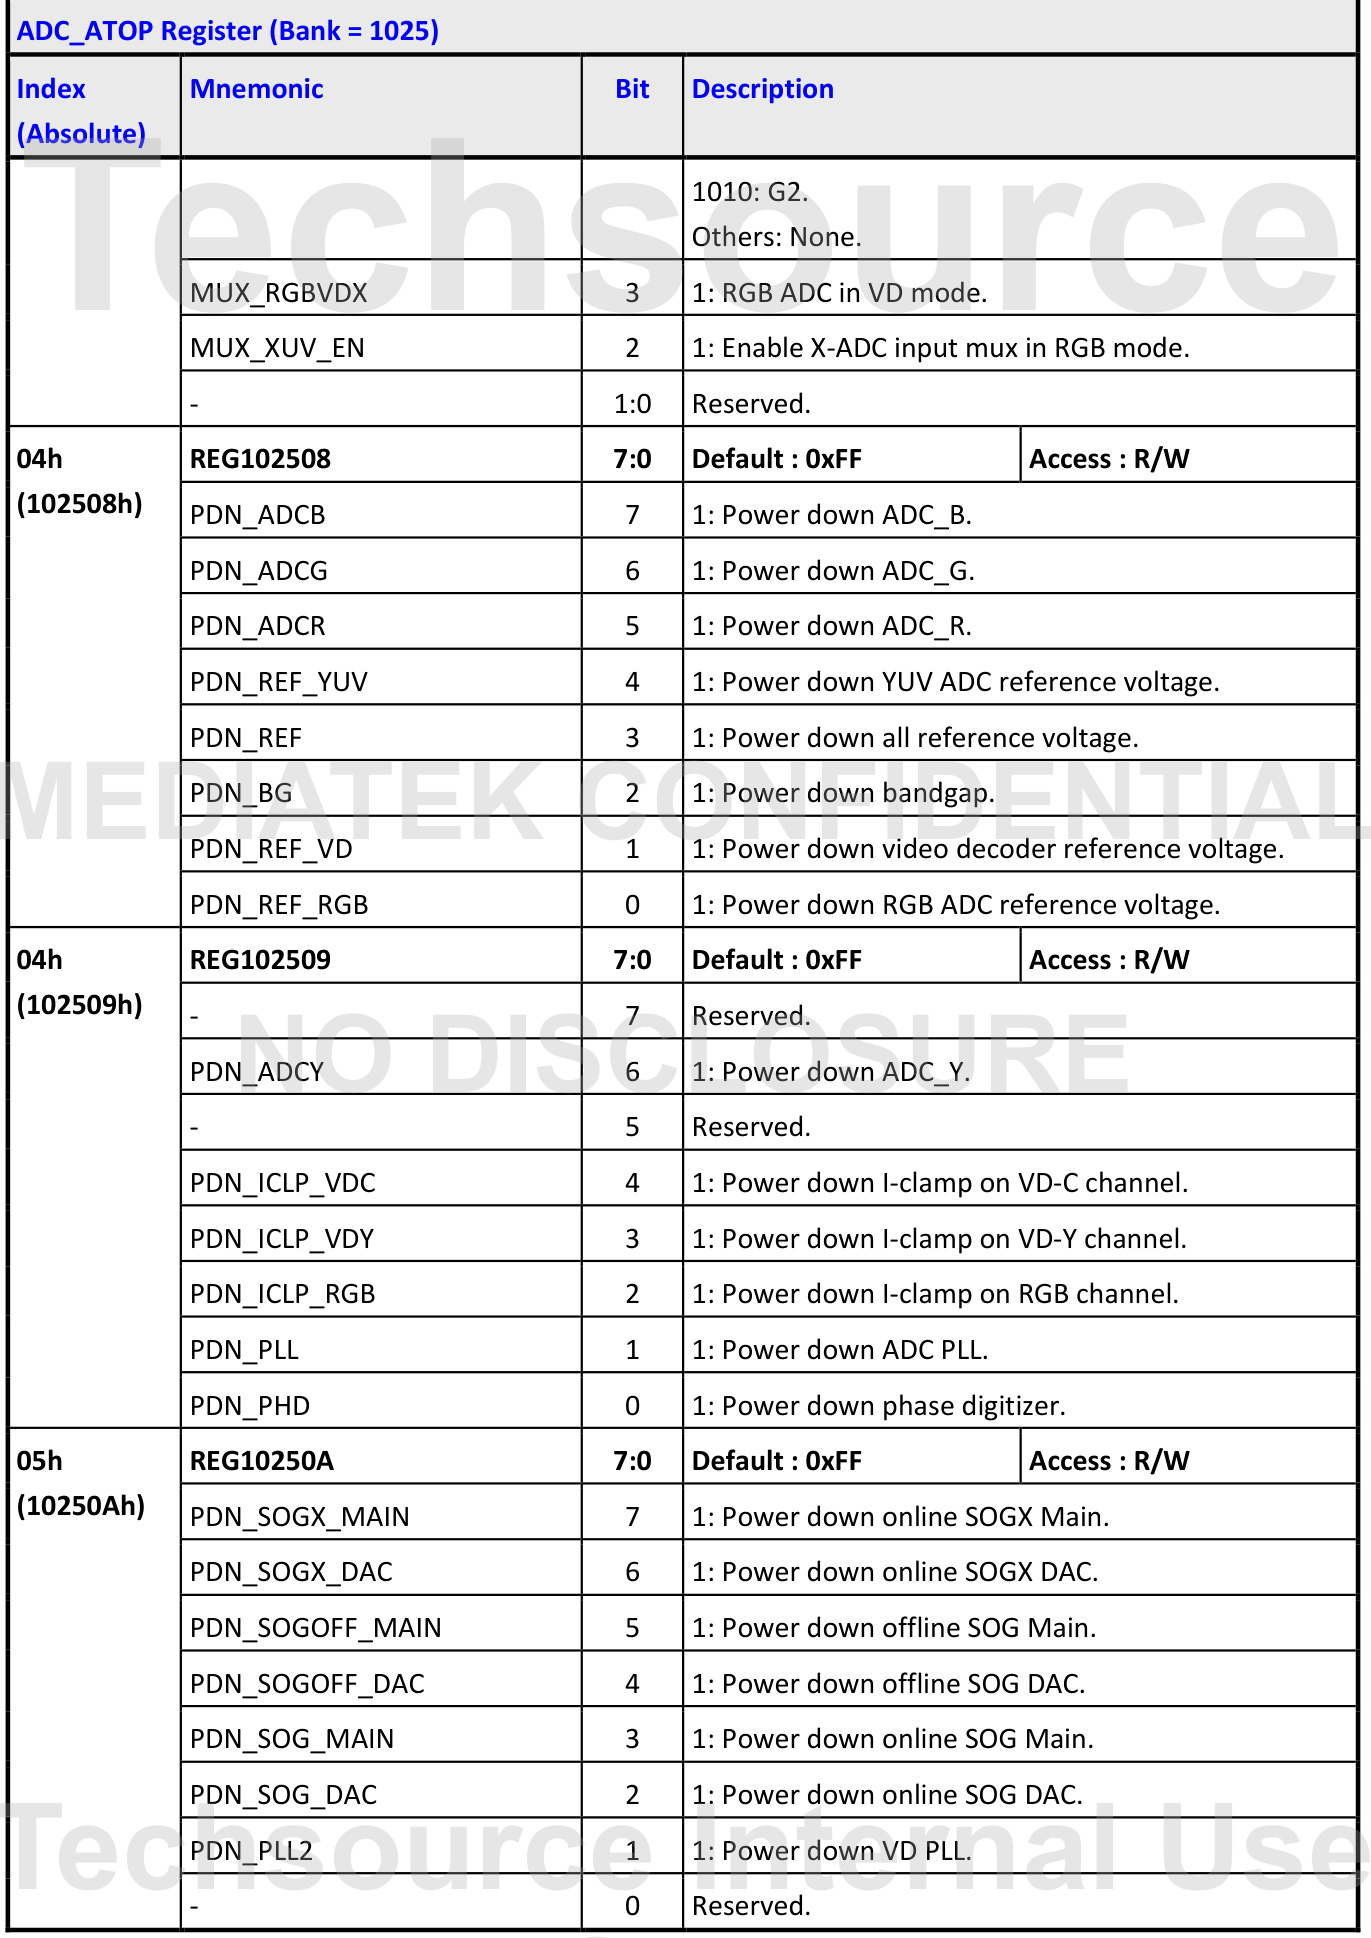 ADC_ATOP Register (Bank = 1025)
Index (Absolute) Mnemonic Bit Description
1010: G2.
Others: None.
MUX_RGBVDX 3 1: RGB ADC in VD mode.
MUX_XUV_EN 2 1: Enable X-ADC input mux in RGB mode.
- 1:0 Reserved.
04h (102508h) REG102508 7:0 Default : 0xFF Access : R/W
PDN_ADCB 7 1: Power down ADC_B.
PDN_ADCG 6 1: Power down ADC_G.
PDN_ADCR 5 1: Power down ADC_R.
PDN_REF_YUV 4 1: Power down YUV ADC reference voltage.
PDN_REF 3 1: Power down all reference voltage.
PDN_BG 2 1: Power down bandgap.
PDN_REF_VD 1 1: Power down video decoder reference voltage.
PDN_REF_RGB 0 1: Power down RGB ADC reference voltage.
04h (102509h) REG102509 7:0 Default : 0xFF Access : R/W
- 7 Reserved.
PDN_ADCY 6 1: Power down ADC_Y.
- 5 Reserved.
PDN_ICLP_VDC 4 1: Power down I-clamp on VD-C channel.
PDN_ICLP_VDY 3 1: Power down I-clamp on VD-Y channel.
PDN_ICLP_RGB 2 1: Power down I-clamp on RGB channel.
PDN_PLL 1 1: Power down ADC PLL.
PDN_PHD 0 1: Power down phase digitizer.
05h (10250Ah) REG10250A 7:0 Default : 0xFF Access : R/W
PDN_SOGX_MAIN 7 1: Power down online SOGX Main.
PDN_SOGX_DAC 6 1: Power down online SOGX DAC.
PDN_SOGOFF_MAIN 5 1: Power down offline SOG Main.
PDN_SOGOFF_DAC 4 1: Power down offline SOG DAC.
PDN_SOG_MAIN 3 1: Power down online SOG Main.
PDN_SOG_DAC 2 1: Power down online SOG DAC.
PDN_PLL2 1 1: Power down VD PLL.
- 0 Reserved.
Techsource
MEDIATEK CONFIDENTIAL
NO DISCLOSURE
Techsource Internal Use